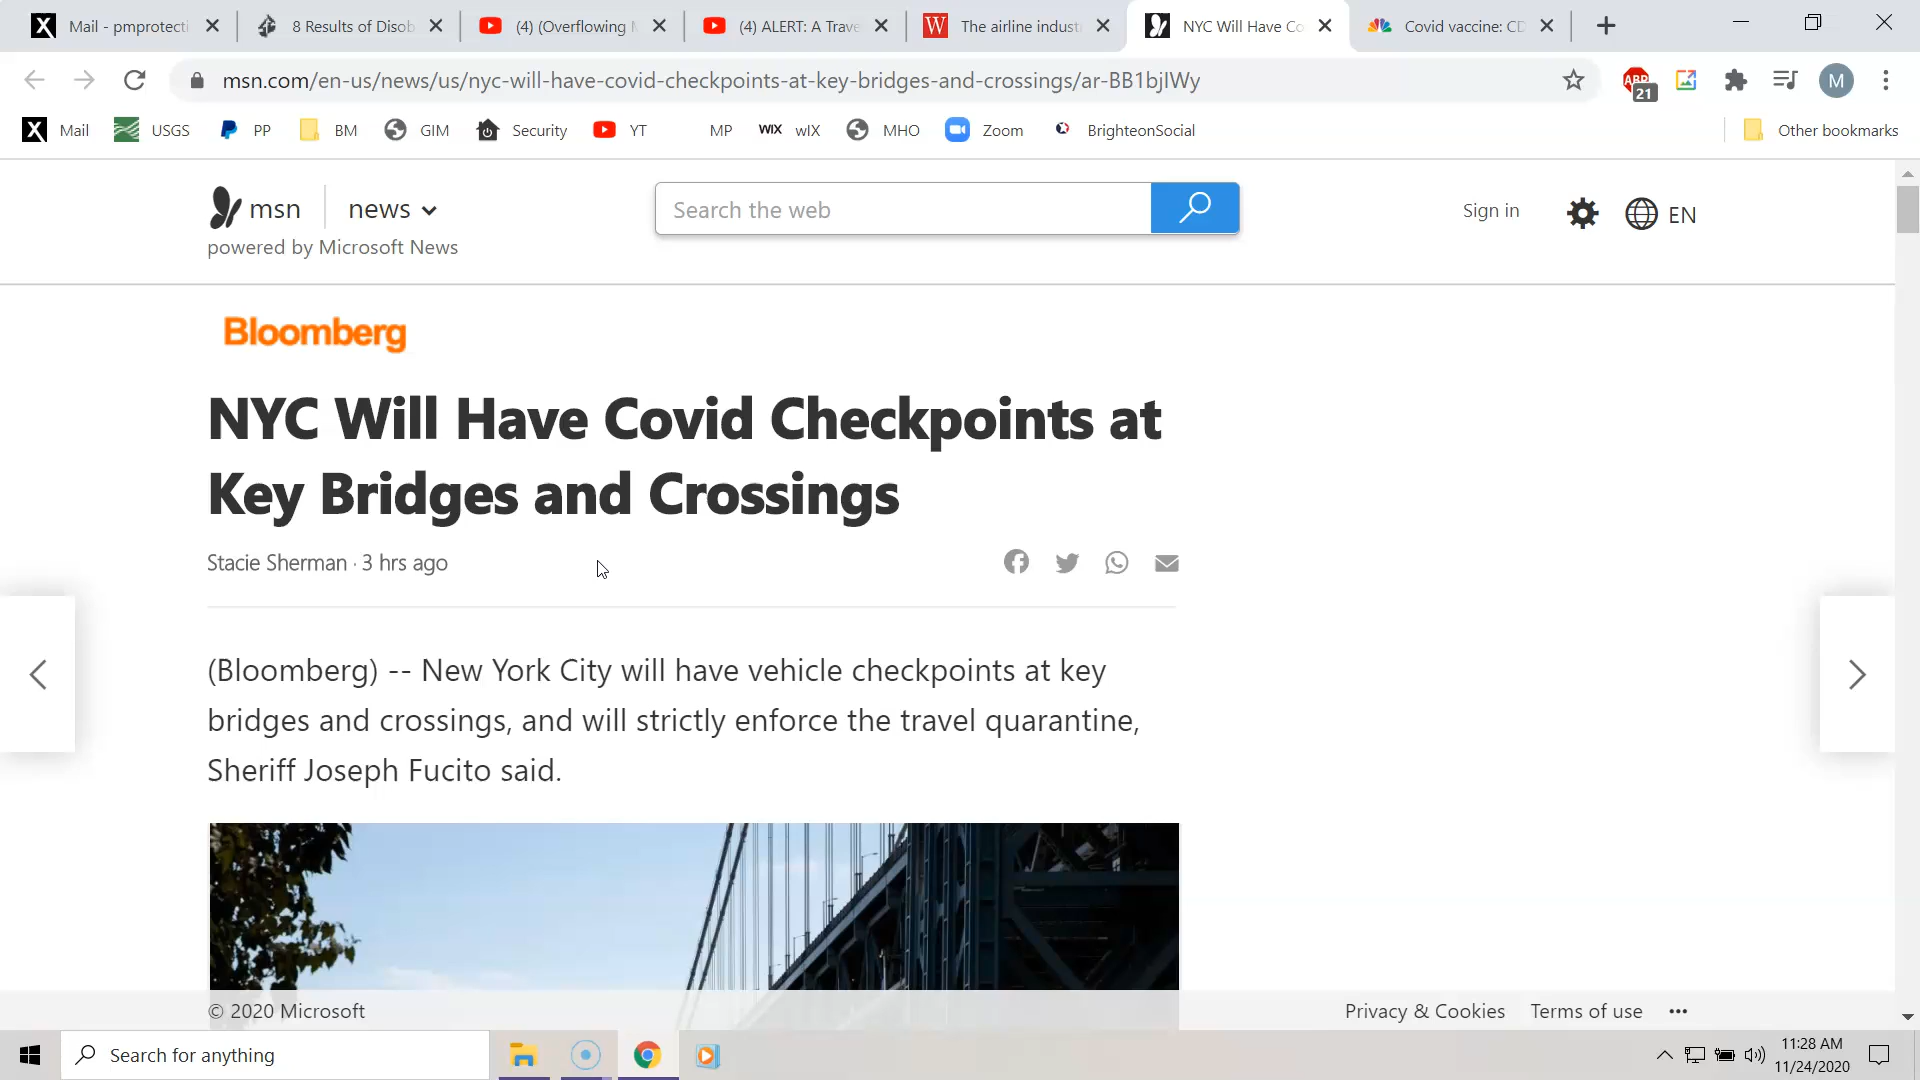 Mail - pmprotecti
8 Results of Disob
(4) (Overflowing
(4) ALERT: A Trave
The airline indust
NYC Will Have Co
Covid vaccine: CD
msn.com/en-us/news/us/nyc-will-have-covid-checkpoints-at-key-bridges-and-crossings/ar-BB1bjIWy
ABP
21
M
X Mail
USGS
PP
BM
GIM
Security
YT
MP
WIX wIX
MHO
Zoom
BrighteonSocial
Other bookmarks
msn
news
powered by Microsoft News
Search the web
Sign in
EN
Bloomberg
NYC Will Have Covid Checkpoints at
Key Bridges and Crossings
Stacie Sherman · 3 hrs ago
(Bloomberg) -- New York City will have vehicle checkpoints at key
bridges and crossings, and will strictly enforce the travel quarantine,
Sheriff Joseph Fucito said.
© 2020 Microsoft
Privacy & Cookies
Terms of use
•••
Search for anything
11:28 AM
11/24/2020